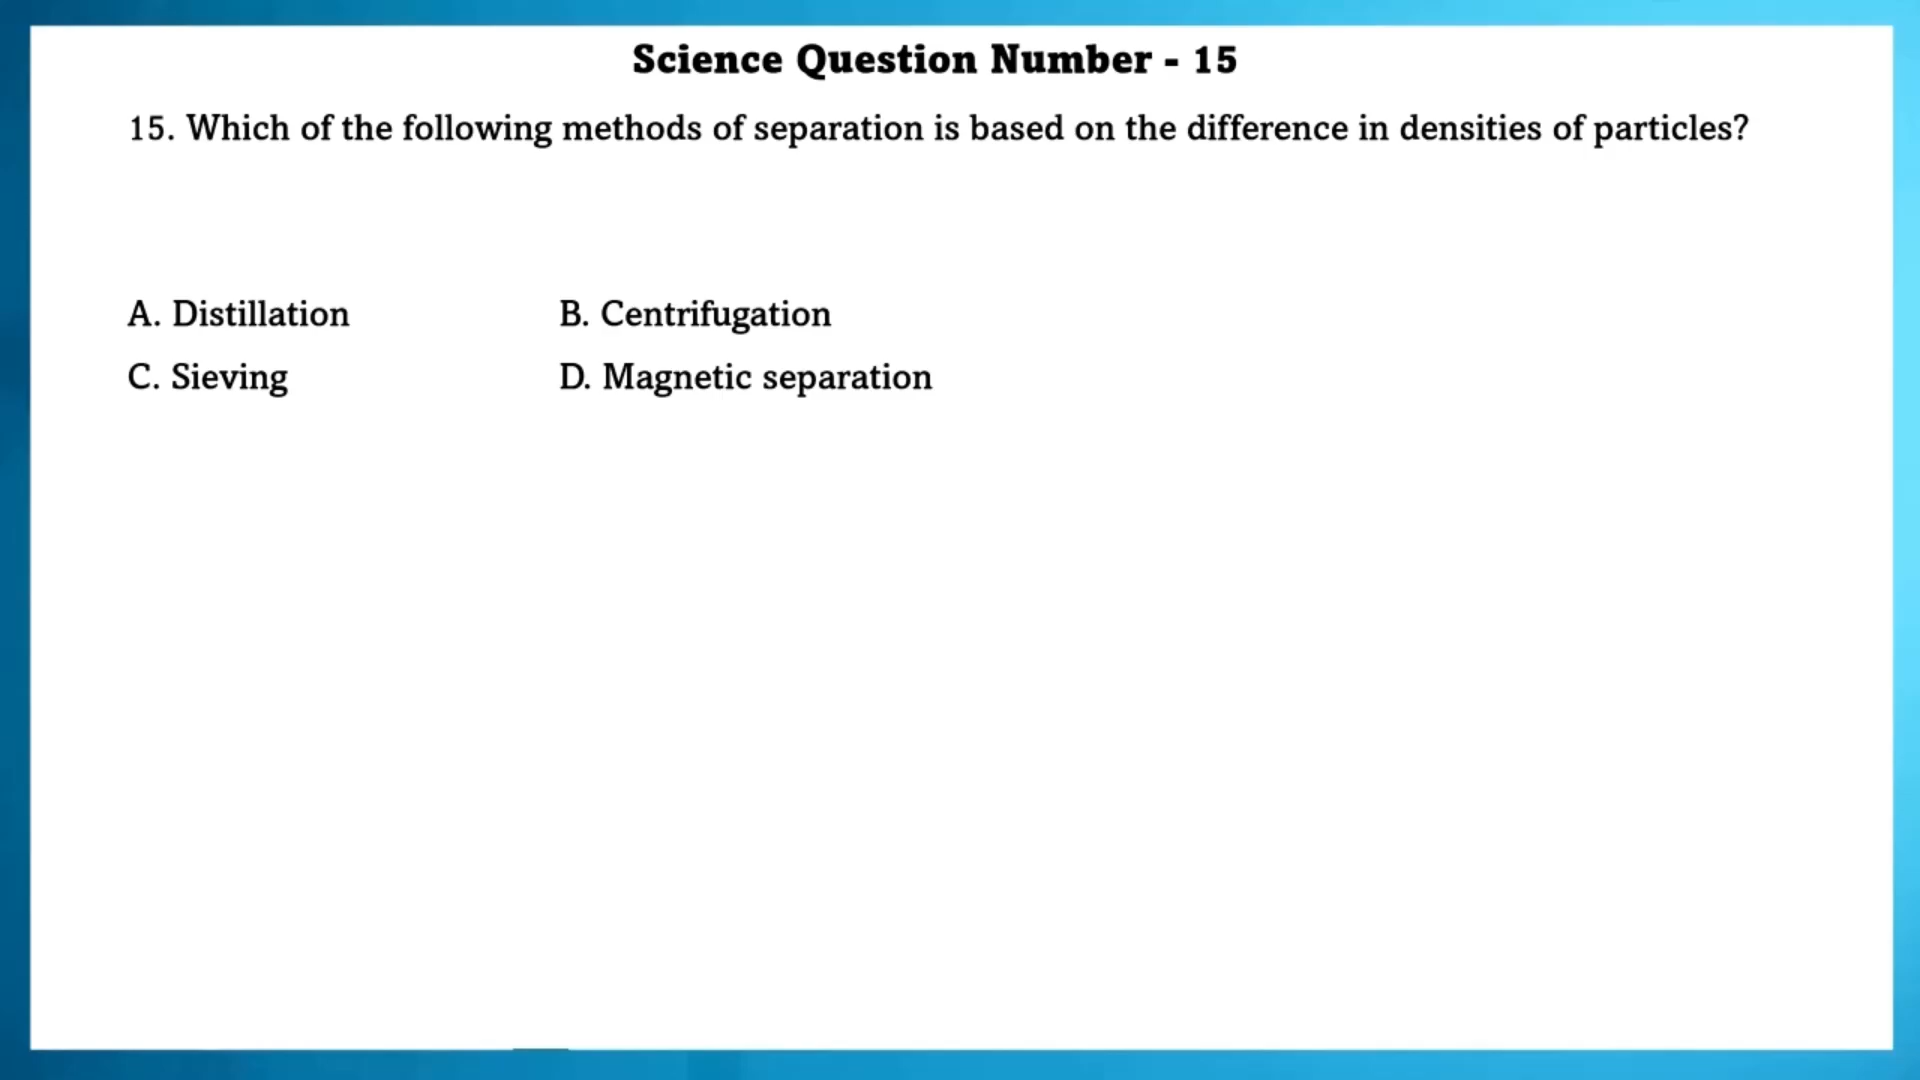 Science Question Number - 15
15. Which of the following methods of separation is based on the difference in densities of particles?
A. Distillation B. Centrifugation
C. Sieving D. Magnetic separation